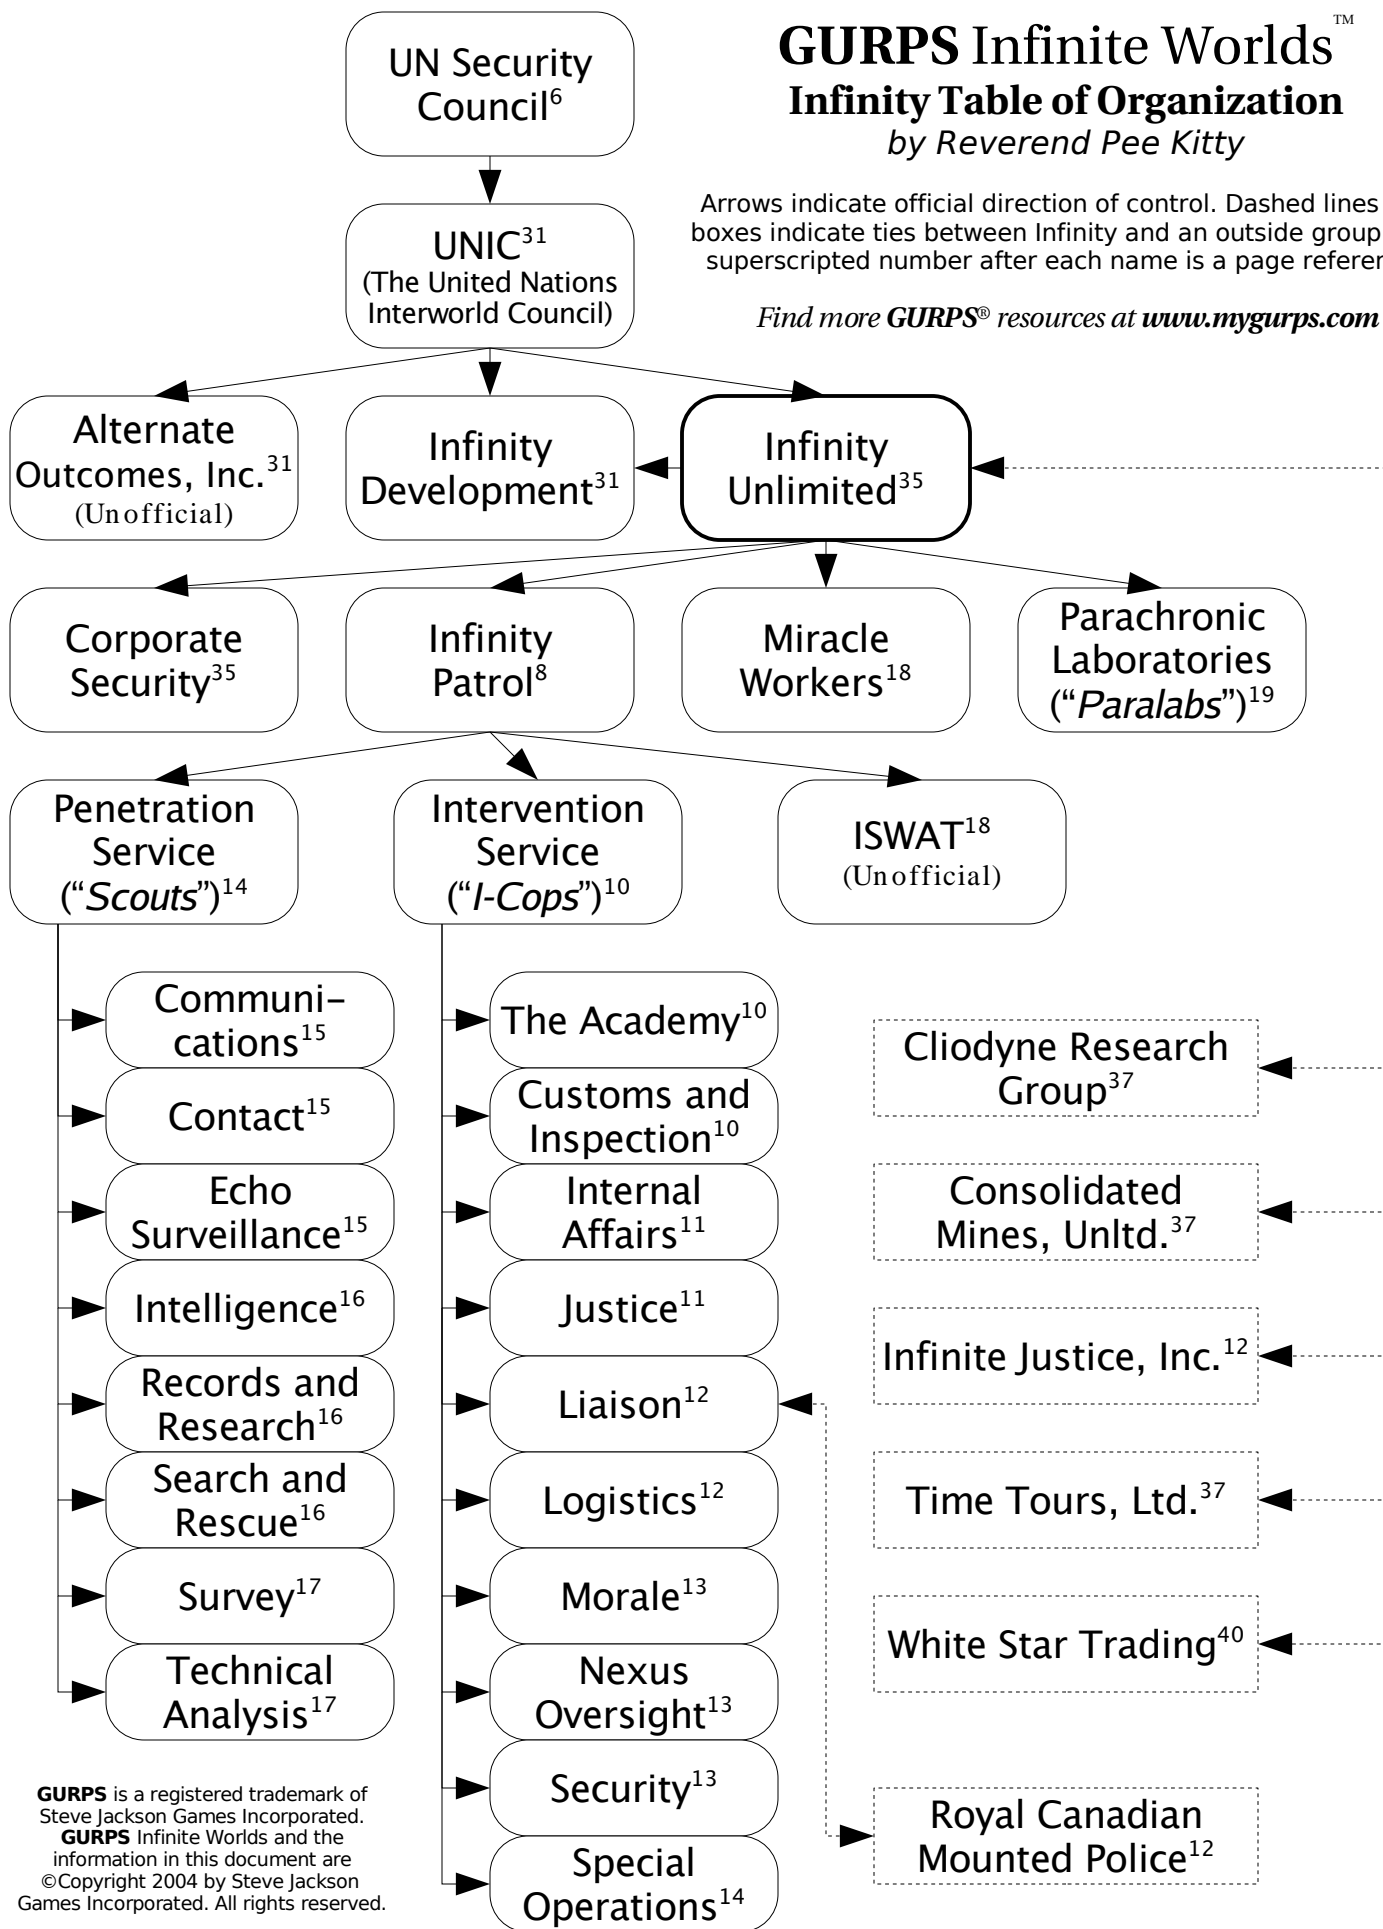 UN Security
Council6
GURPS Infinite Worlds™
Infinity Table of Organization
by Reverend Pee Kitty
Arrows indicate official direction of control. Dashed lines
boxes indicate ties between Infinity and an outside group
superscripted number after each name is a page
Find more GURPS® resources at www.mygurps.com
UNIC31
(The United Nations
Interworld Council)
Alternate
Outcomes, Inc.31
(Unofficial)
Infinity
Development31
Infinity
Unlimited35
Corporate
Security35
Infinity
Patrol8
Miracle
Workers18
Parachronic
Laboratories
(“Paralabs”)19
Penetration
Service
(“Scouts”)14
Intervention
Service
(“I-Cops”)10
ISWAT18
(Unofficial)
Communi–
cations15
Contact15
Echo
Surveillance15
Intelligence16
Records and
Research16
Search and
Rescue16
Survey17
Technical
Analysis17
The Academy10
Customs and
Inspection10
Internal
Affairs11
Justice11
Liaison12
Logistics12
Morale13
Nexus
Oversight13
Security13
Special
Operations14
Cliodyne Research
Group37
Consolidated
Mines, Unltd.37
Infinite Justice, Inc.12
Time Tours, Ltd.37
White Star Trading40
Royal Canadian
Mounted Police12
GURPS is a registered trademark of
Steve Jackson Games Incorporated.
GURPS Infinite Worlds and the
information in this document are
©Copyright 2004 by Steve Jackson
Games Incorporated. All rights reserved.